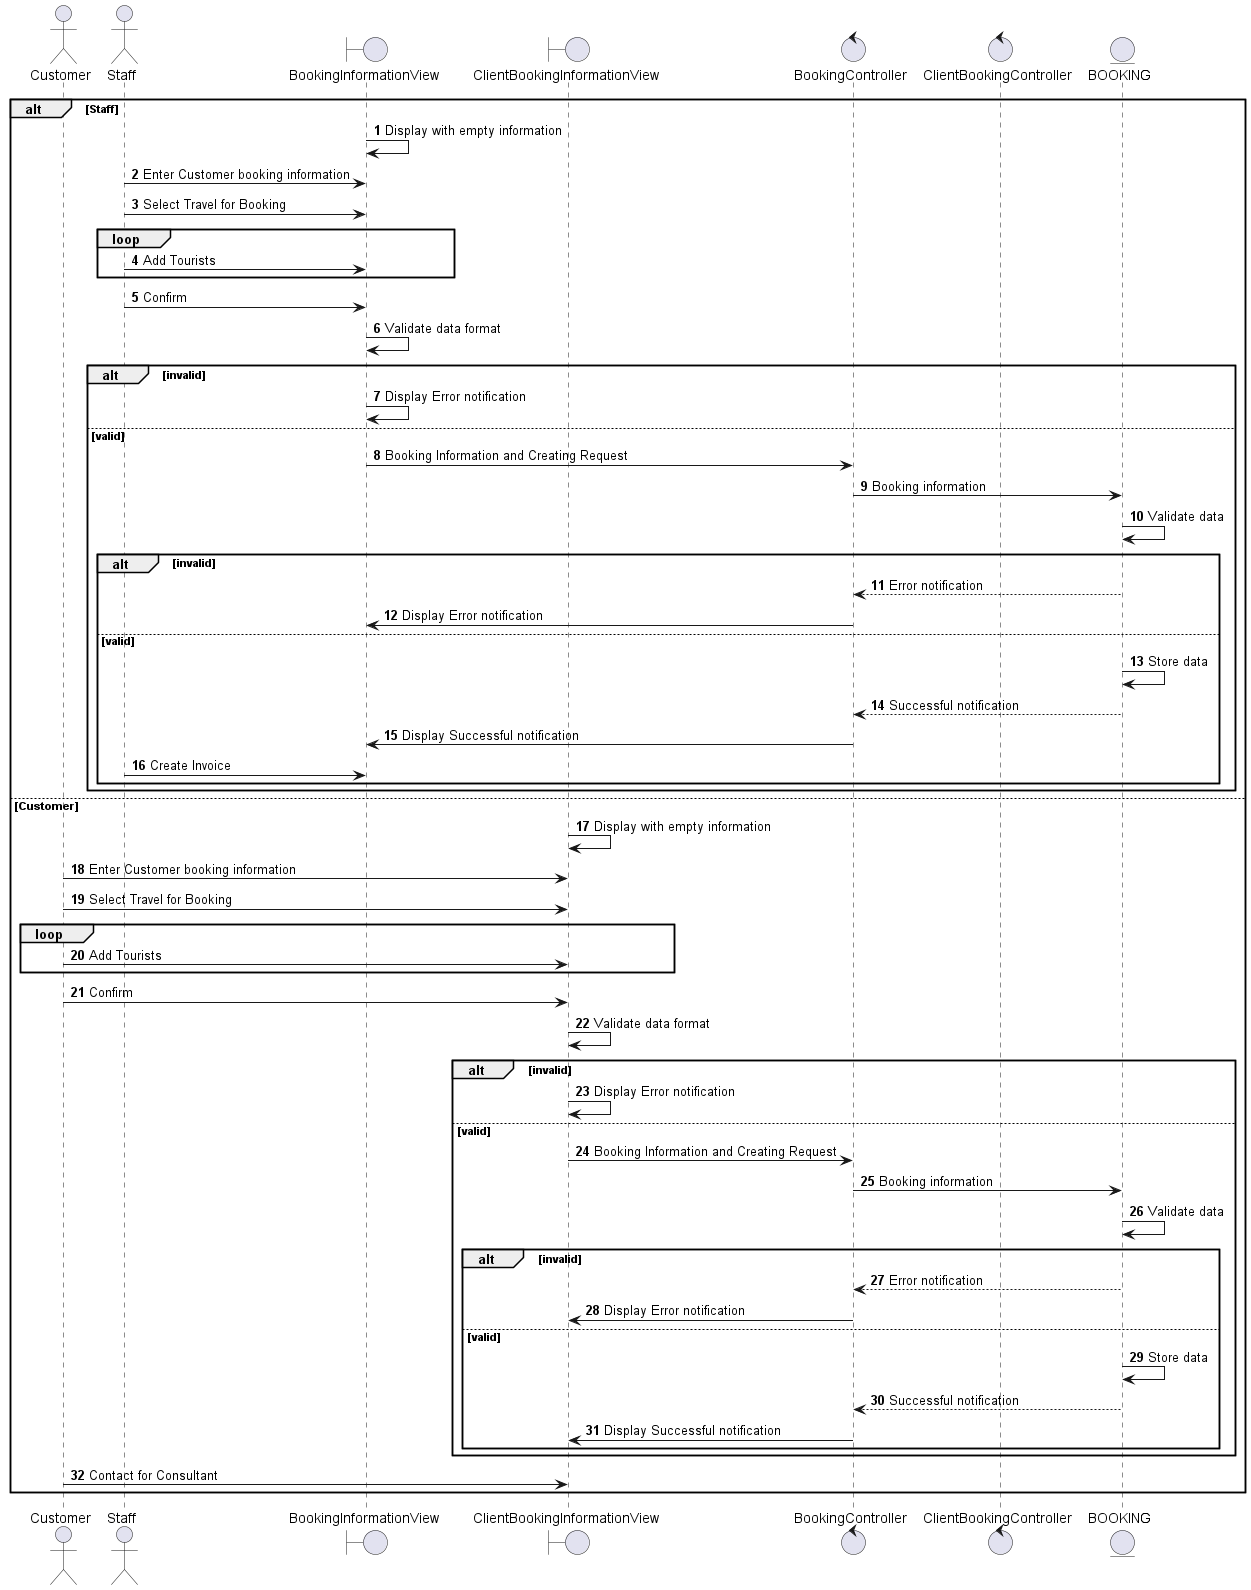 Customer Staff BookingInformationView ClientBookingInformationView BookingController ClientBookingController BOOKING
alt [Staff]
1 Display with empty information
2 Enter Customer booking information
3 Select Travel for Booking
loop
4 Add Tourists
5 Confirm
6 Validate data format
alt [invalid]
7 Display Error notification
[valid]
8 Booking Information and Creating Request
9 Booking information
10 Validate data
alt [invalid]
11 Error notification
12 Display Error notification
[valid]
13 Store data
14 Successful notification
15 Display Successful notification
16 Create Invoice
[Customer]
17 Display with empty information
18 Enter Customer booking information
19 Select Travel for Booking
loop
20 Add Tourists
21 Confirm
22 Validate data format
alt [invalid]
23 Display Error notification
[valid]
24 Booking Information and Creating Request
25 Booking information
26 Validate data
alt [invalid]
27 Error notification
28 Display Error notification
[valid]
29 Store data
30 Successful notification
31 Display Successful notification
32 Contact for Consultant
Customer Staff BookingInformationView ClientBookingInformationView BookingController ClientBookingController BOOKING